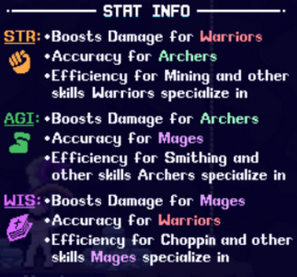 STAT INFO
STR: •Boosts Damage for Warriors
•Accuracy for Archers
•Efficiency for Mining and other
skills Warriors specialize in
AGI: •Boosts Damage for Archers
•Accuracy for Mages
•Efficiency for Smithing and
other skills Archers specialize in
WIS: •Boosts Damage for Mages
•Accuracy for Warriors
•Efficiency for Choppin and other
skills Mages specialize in